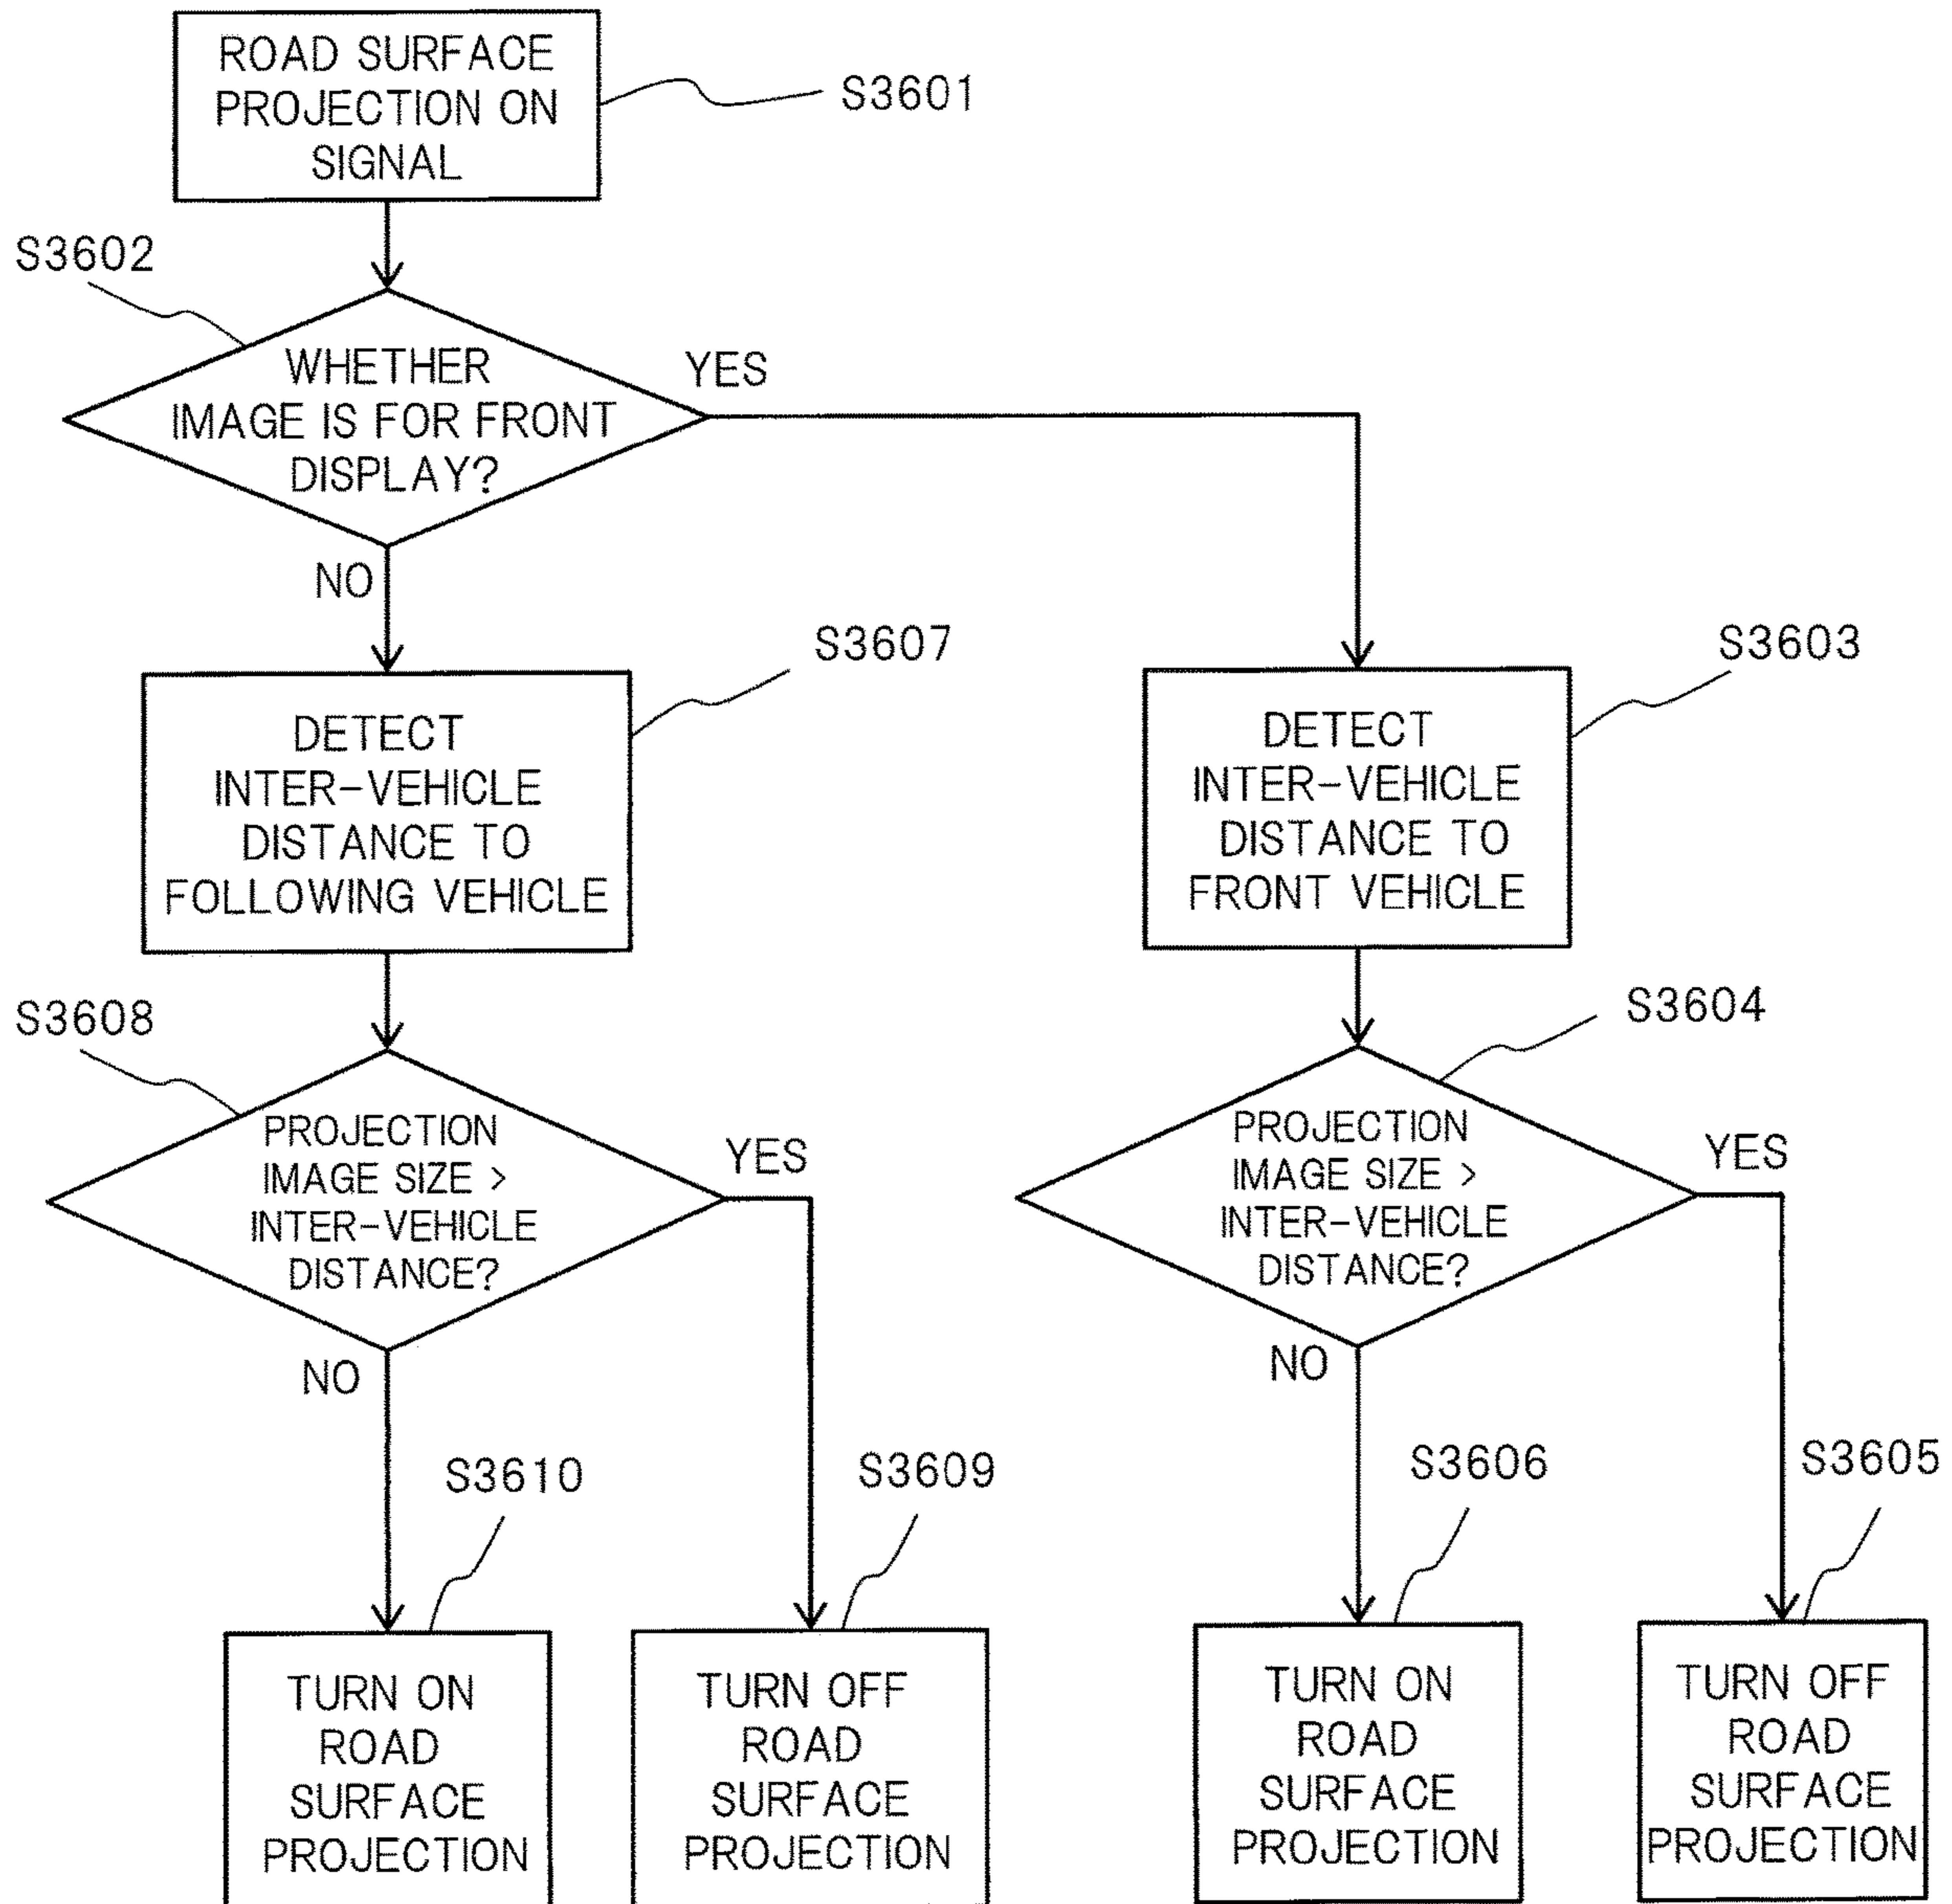 ROAD SURFACE
PROJECTION ON
SIGNAL
S3601
S3602
WHETHER
IMAGE IS FOR FRONT
DISPLAY?
YES
NO
S3607
DETECT
INTER-VEHICLE
DISTANCE TO
FOLLOWING VEHICLE
S3603
DETECT
INTER-VEHICLE
DISTANCE TO
FRONT VEHICLE
S3608
PROJECTION
IMAGE SIZE >
INTER-VEHICLE
DISTANCE?
YES
NO
S3604
PROJECTION
IMAGE SIZE >
INTER-VEHICLE
DISTANCE?
YES
NO
S3610
TURN ON
ROAD
SURFACE
PROJECTION
S3609
TURN OFF
ROAD
SURFACE
PROJECTION
S3606
TURN ON
ROAD
SURFACE
PROJECTION
S3605
TURN OFF
ROAD
SURFACE
PROJECTION